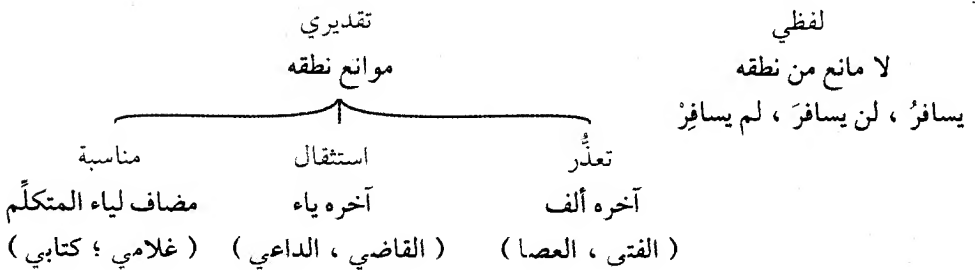 لفظي
لا مانع من نطقه
يسافرُ ، لن يسافرَ ، لم يسافِرْ
تقديري
موانع نطقه
تعذُّر
آخره ألف
( الفتى ، العصا )
استثقال
آخره ياء
( القاضي ، الداعي )
مناسبة
مضاف لياء المتكلِّم
( غلامي ؛ كتابي )